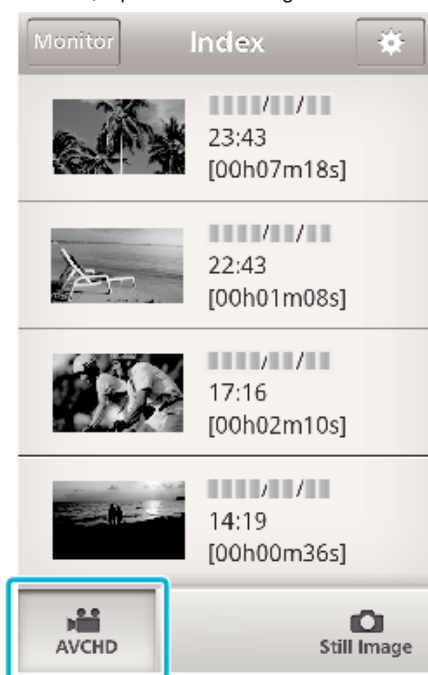 Monitor Index
23:43
[00h07m18s]
22:43
[00h01m08s]
17:16
[00h02m10s]
14:19
[00h00m36s]
AVCHD Still Image